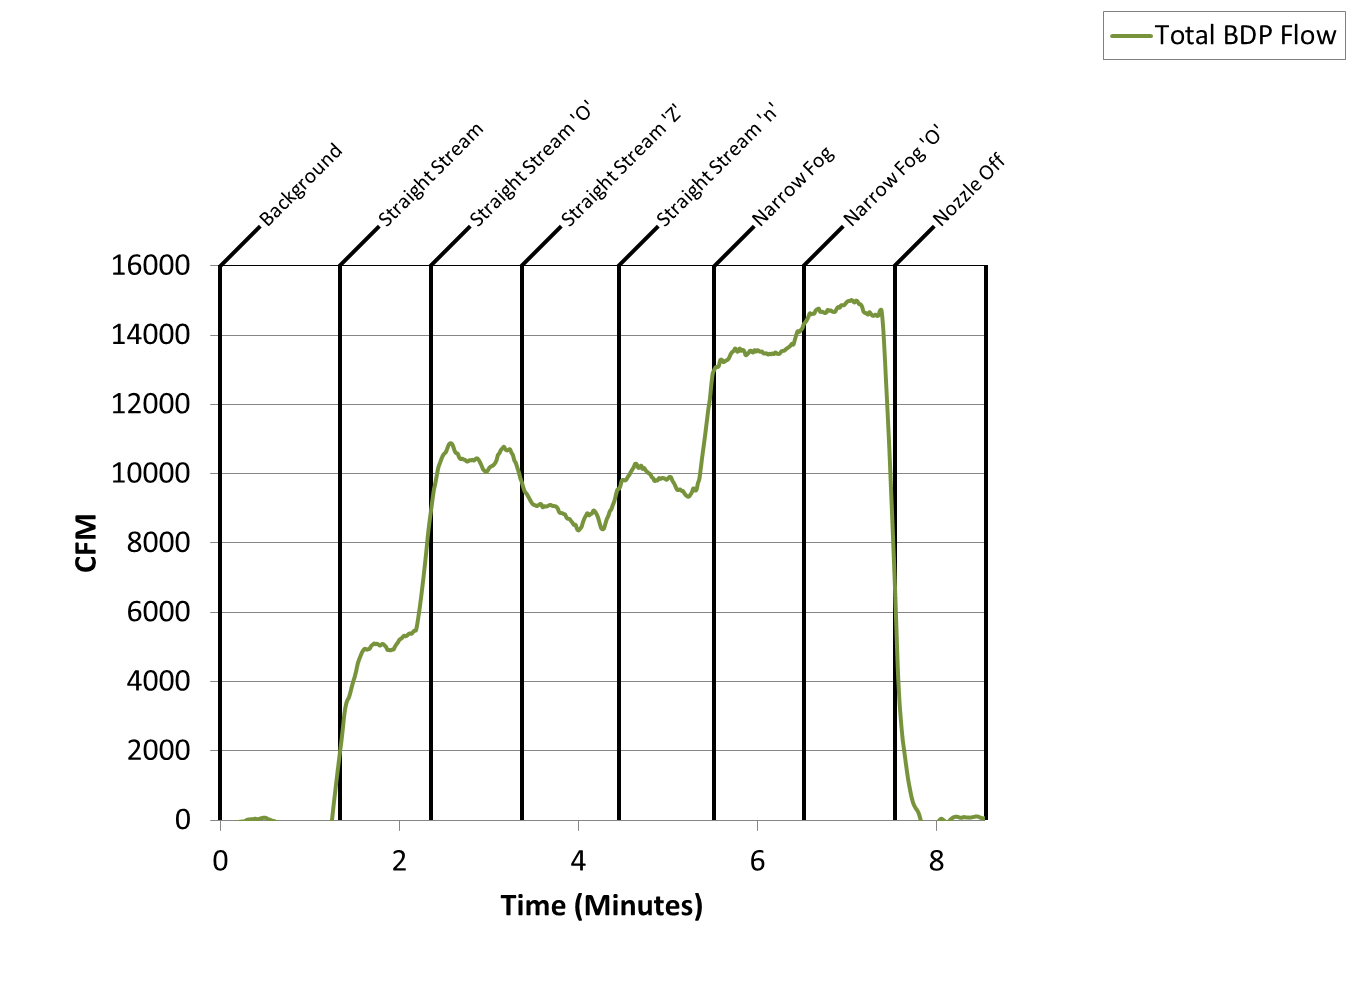 Total BDP Flow
Background
Straight Stream
Straight Stream 'O'
Straight Stream 'Z'
Straight Stream 'n'
Narrow Fog
Narrow Fog 'O'
Nozzle Off
16000
14000
12000
10000
8000
6000
4000
2000
0
CFM
0 2 4 6 8
Time (Minutes)